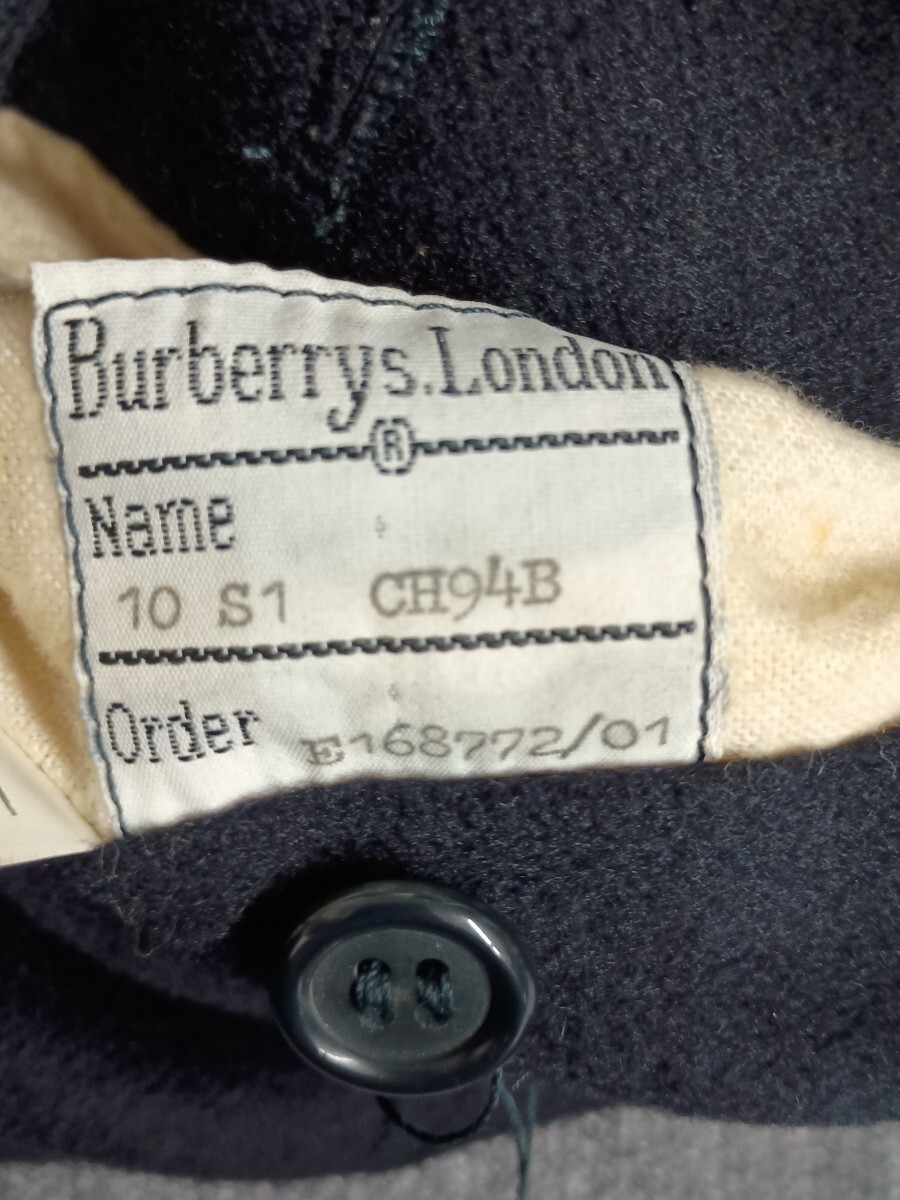 Burberrys.London
R
Name
10 S1 CH94B
Order E168772/01